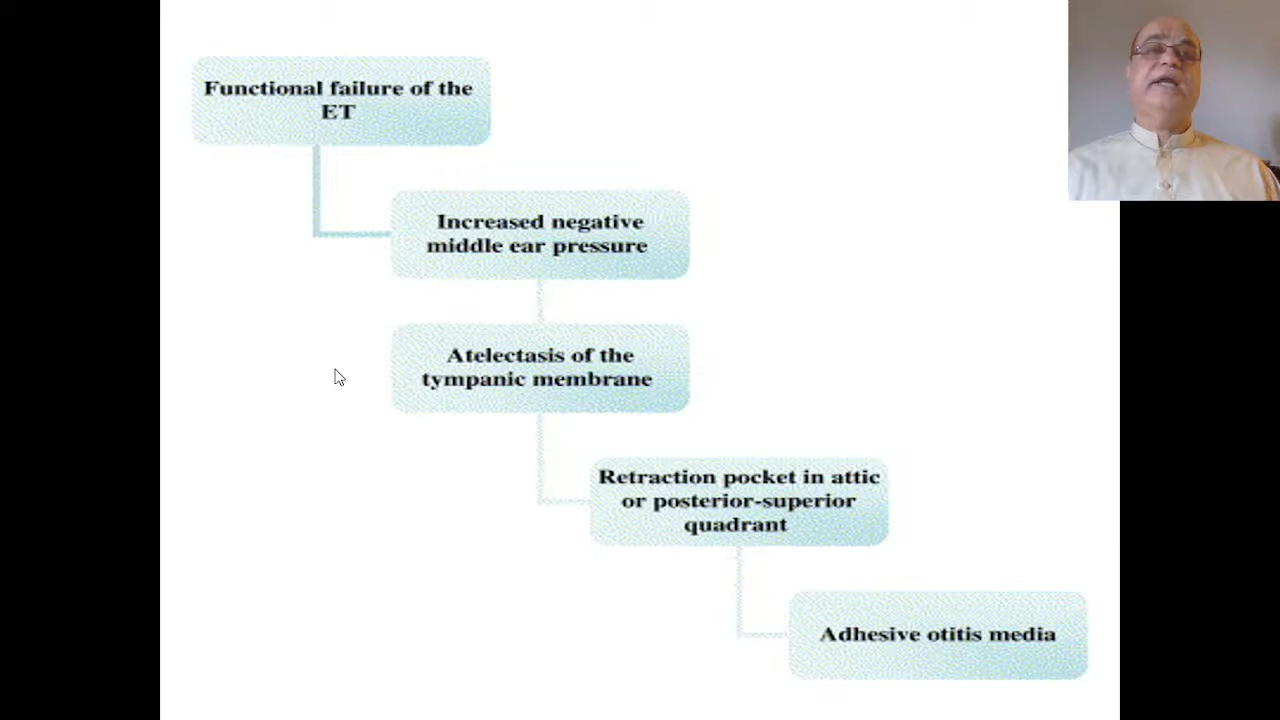 Functional failure of the
ET
Increased negative
middle ear pressure
Atelectasis of the
tympanic membrane
Retraction pocket in attic
or posterior-superior
quadrant
Adhesive otitis media